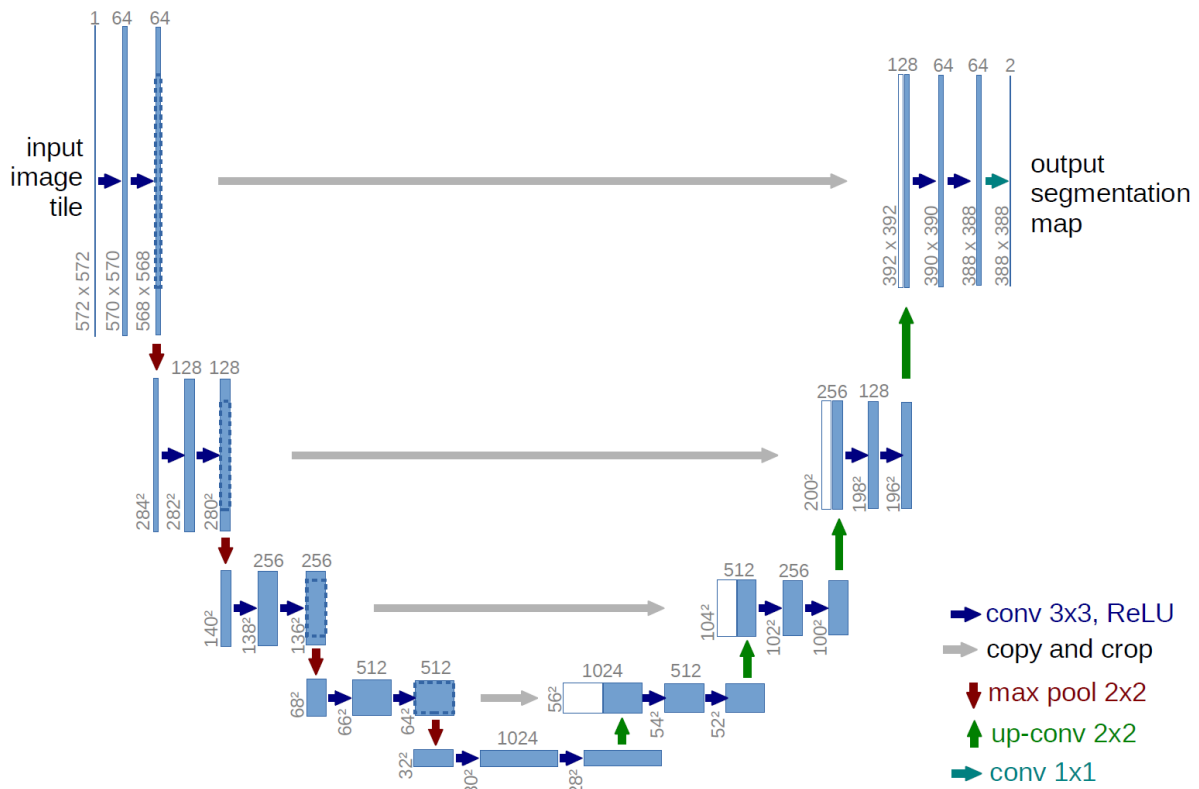 1 64 64
128 64 64 2
input
image
tile
output
segmentation
map
572 x 572
570 x 570
568 x 568
392 x 392
390 x 390
388 x 388
388 x 388
128 128
256 128
284²
282²
280²
200²
198²
196²
256 256
512 256
140²
138²
136²
104²
102²
100²
conv 3x3, ReLU
copy and crop
512 512
1024 512
68²
66²
64²
56²
54²
52²
max pool 2x2
up-conv 2x2
1024
32²
conv 1x1